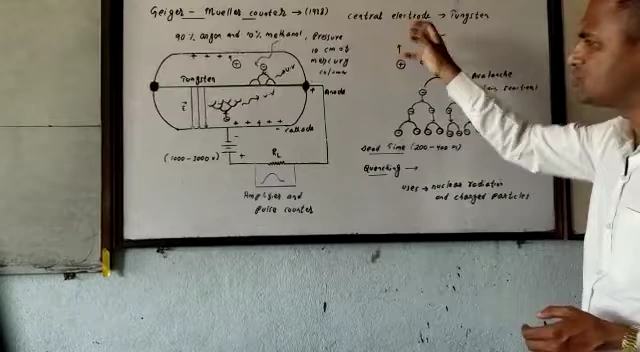 Geiger - Mueller counter → (1928)
central electrode → Tungsten
90% argon and 10% methanol, Pressure
10 cm of
mercury
column
u.v
Tungsten
Anode
E
u.v
cathode
(1000-3000 V)
RL
Amplifier and
pulse counter
Avalanche
Dead Time (200-400 μs)
Quenching →
uses → nuclear radiation
and charged particles